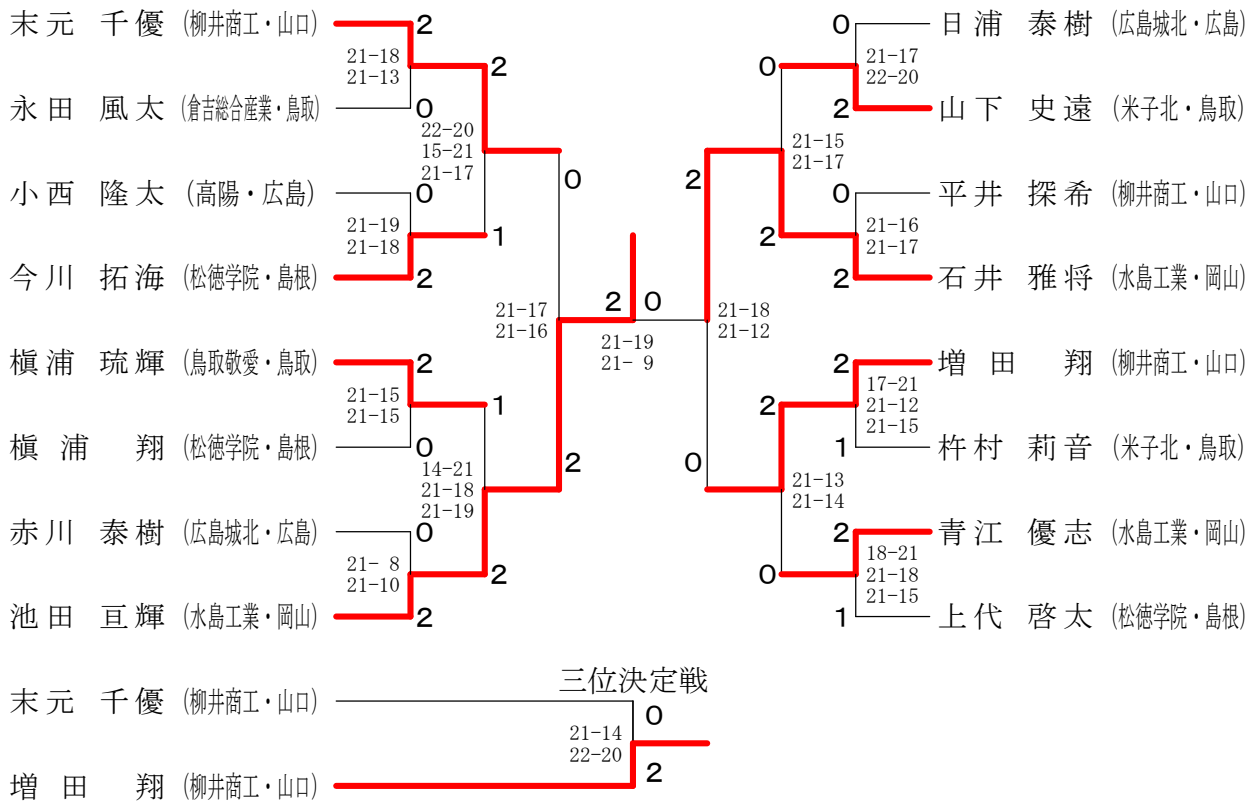 末元 千優 (柳井商工・山口) 2
21-18
21-13
永田 風太 (倉吉総合産業・鳥取) 0
2
22-20
15-21
21-17
小西 隆太 (高陽・広島) 0
21-19
21-18
今川 拓海 (松徳学院・島根) 2
1
0
21-17
21-16
槇浦 琉輝 (鳥取敬愛・鳥取) 2
21-15
21-15
槇浦 翔 (松徳学院・島根) 0
1
14-21
21-18
21-19
赤川 泰樹 (広島城北・広島) 0
21- 8
21-10
池田 亘輝 (水島工業・岡山) 2
2
2
2 0
21-19
21- 9
0 日浦 泰樹 (広島城北・広島)
21-17
22-20
2 山下 史遠 (米子北・鳥取)
0
21-15
21-17
0 平井 探希 (柳井商工・山口)
21-16
21-17
2 石井 雅将 (水島工業・岡山)
2
2
21-18
21-12
2 増田 翔 (柳井商工・山口)
17-21
21-12
21-15
1 杵村 莉音 (米子北・鳥取)
2
0
21-13
21-14
2 青江 優志 (水島工業・岡山)
18-21
21-18
21-15
1 上代 啓太 (松徳学院・島根)
0
三位決定戦
末元 千優 (柳井商工・山口) 0
21-14
22-20
増田 翔 (柳井商工・山口) 2